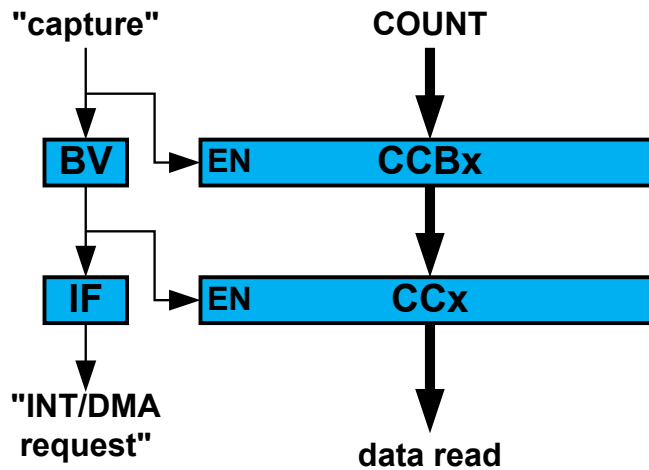 "capture"
COUNT
BV
EN
CCBx
IF
EN
CCx
"INT/DMA
request"
data read